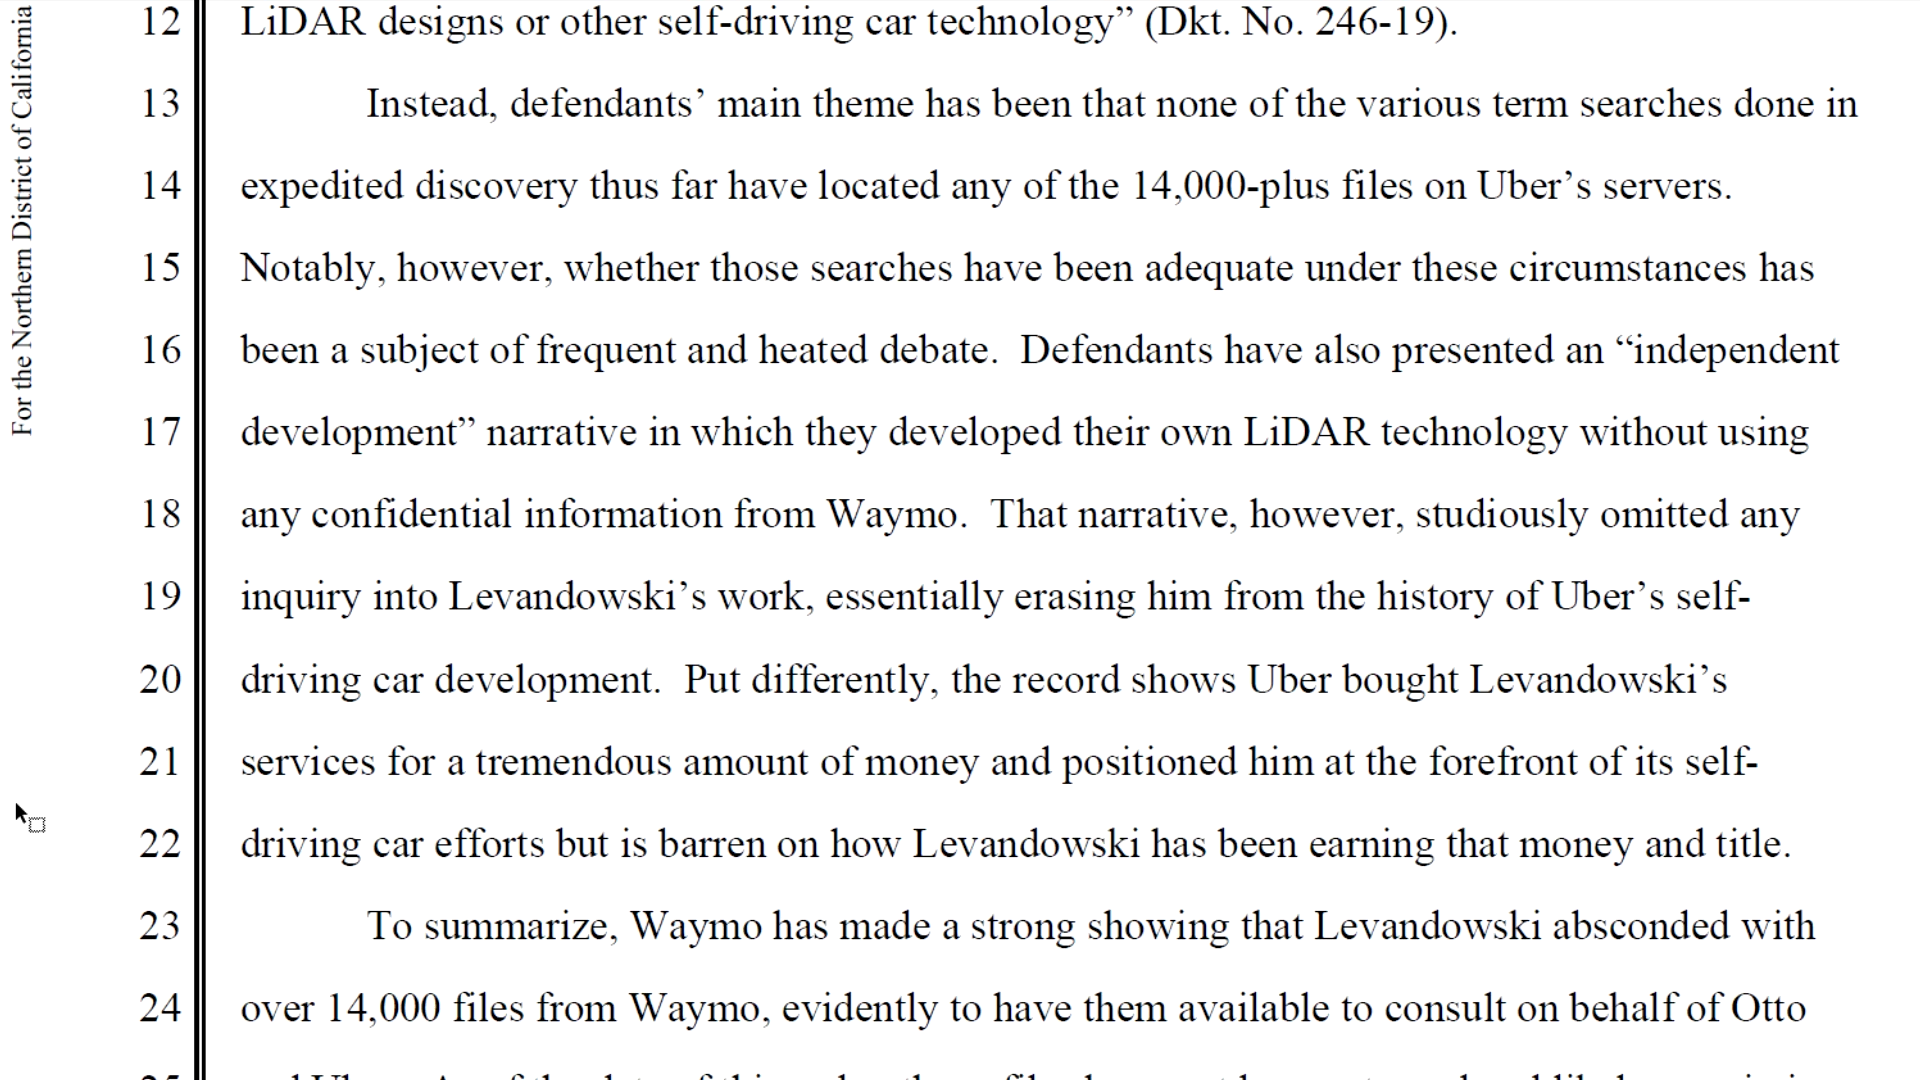 For the Northern District of California
12 LiDAR designs or other self-driving car technology” (Dkt. No. 246-19).
13 Instead, defendants’ main theme has been that none of the various term searches done in
14 expedited discovery thus far have located any of the 14,000-plus files on Uber’s servers.
15 Notably, however, whether those searches have been adequate under these circumstances has
16 been a subject of frequent and heated debate.  Defendants have also presented an “independent
17 development” narrative in which they developed their own LiDAR technology without using
18 any confidential information from Waymo.  That narrative, however, studiously omitted any
19 inquiry into Levandowski’s work, essentially erasing him from the history of Uber’s self-
20 driving car development.  Put differently, the record shows Uber bought Levandowski’s
21 services for a tremendous amount of money and positioned him at the forefront of its self-
22 driving car efforts but is barren on how Levandowski has been earning that money and title.
23 To summarize, Waymo has made a strong showing that Levandowski absconded with
24 over 14,000 files from Waymo, evidently to have them available to consult on behalf of Otto